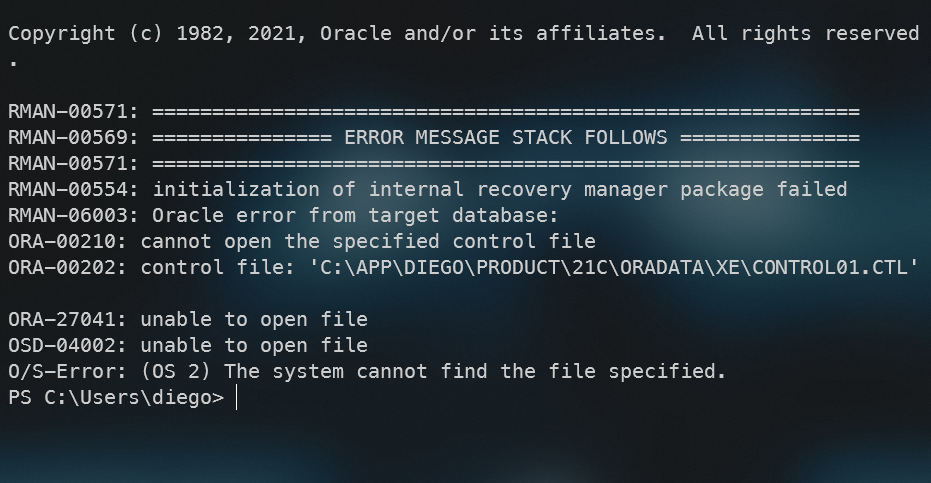 Copyright (c) 1982, 2021, Oracle and/or its affiliates.  All rights reserved
.
RMAN-00571: ===========================================================
RMAN-00569: =============== ERROR MESSAGE STACK FOLLOWS ===============
RMAN-00571: ===========================================================
RMAN-00554: initialization of internal recovery manager package failed
RMAN-06003: Oracle error from target database:
ORA-00210: cannot open the specified control file
ORA-00202: control file: 'C:\APP\DIEGO\PRODUCT\21C\ORADATA\XE\CONTROL01.CTL'
ORA-27041: unable to open file
OSD-04002: unable to open file
O/S-Error: (OS 2) The system cannot find the file specified.
PS C:\Users\diego>